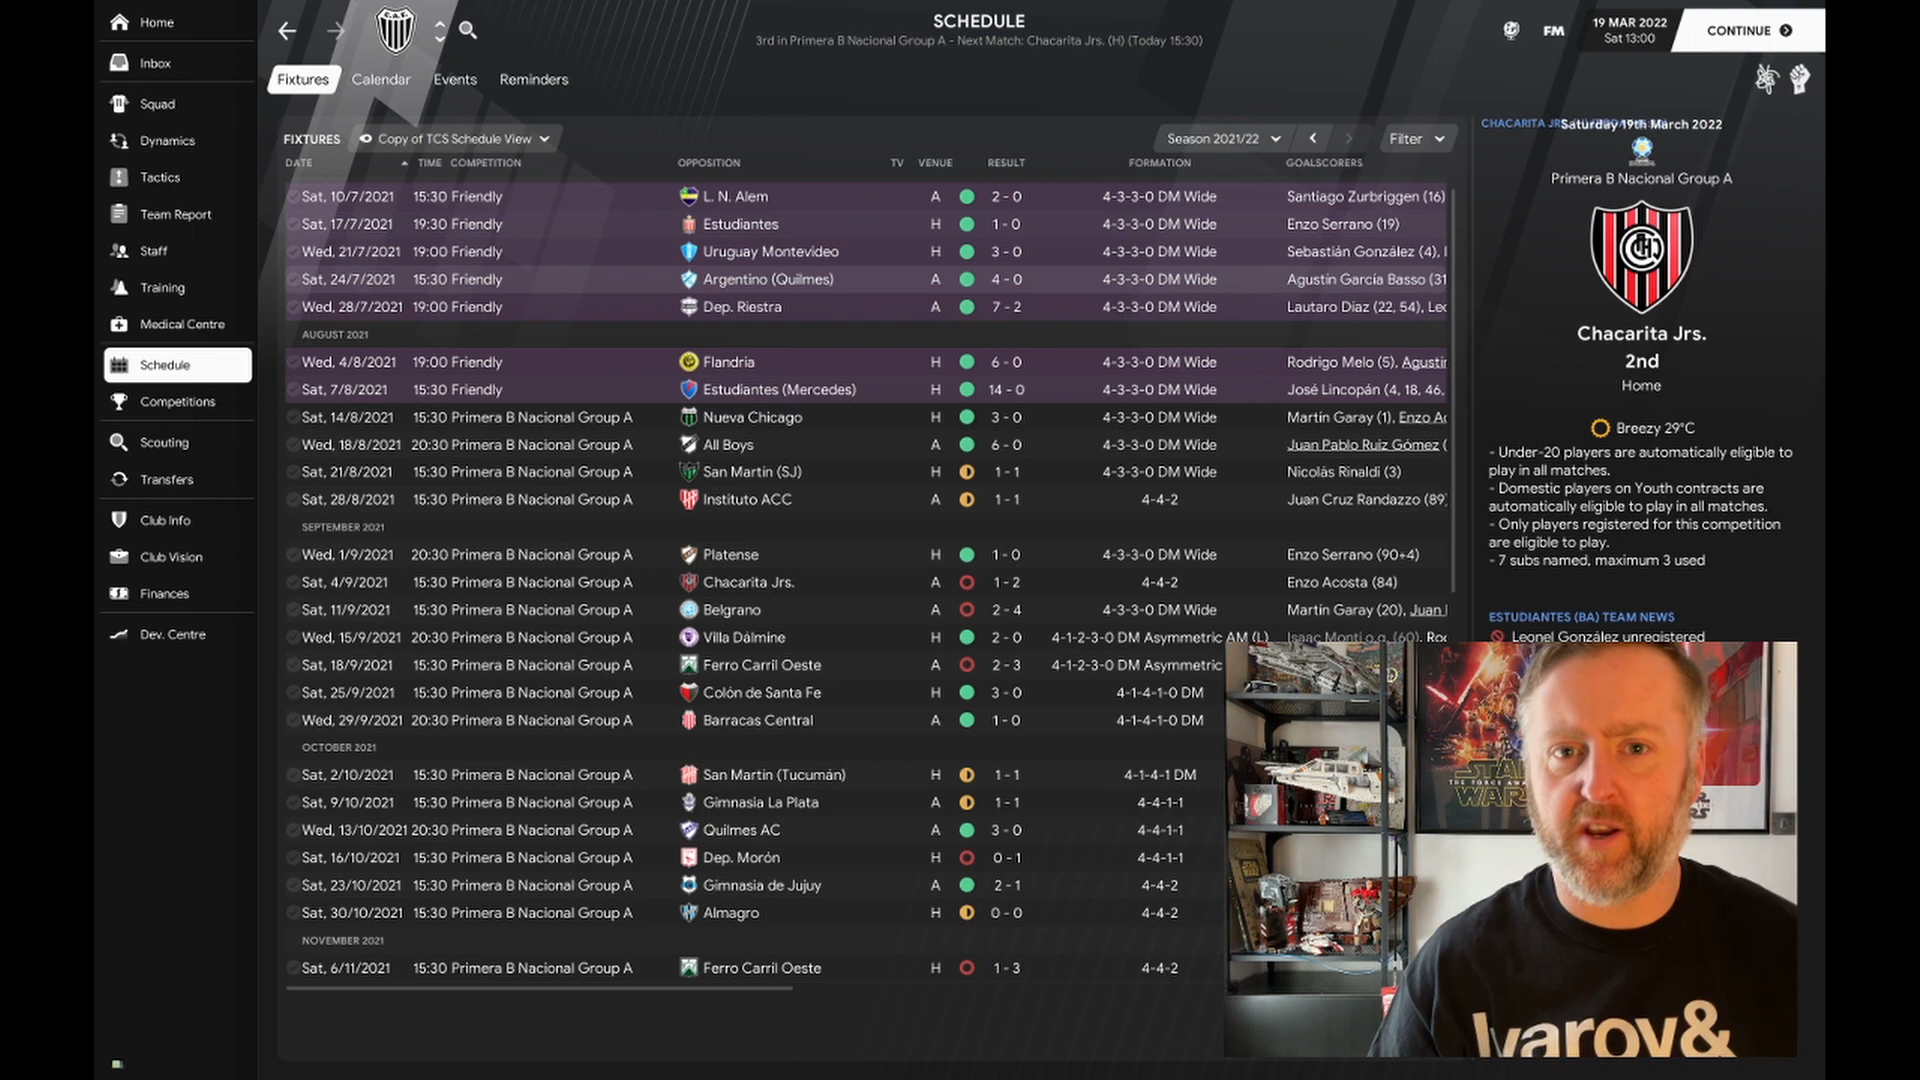 Home
Inbox
Squad
Dynamics
Tactics
Team Report
Staff
Training
Medical Centre
Schedule
Competitions
Scouting
Transfers
Club Info
Club Vision
Finances
Dev. Centre
SCHEDULE
3rd in Primera B Nacional Group A - Next Match: Chacarita Jrs. (H) (Today 15:30)
FM
19 MAR 2022
Sat 13:00
CONTINUE
Fixtures Calendar Events Reminders
FIXTURES Copy of TCS Schedule View Season 2021/22 Filter
DATE TIME COMPETITION OPPOSITION TV VENUE RESULT FORMATION GOALSCORERS
Sat, 10/7/2021 15:30 Friendly L. N. Alem A 2 - 0 4-3-3-0 DM Wide Santiago Zurbriggen (16)
Sat, 17/7/2021 19:30 Friendly Estudiantes H 1 - 0 4-3-3-0 DM Wide Enzo Serrano (19)
Wed, 21/7/2021 19:00 Friendly Uruguay Montevideo H 3 - 0 4-3-3-0 DM Wide Sebastián González (4),
Sat, 24/7/2021 15:30 Friendly Argentino (Quilmes) A 4 - 0 4-3-3-0 DM Wide Agustín García Basso (31
Wed, 28/7/2021 19:00 Friendly Dep. Riestra A 7 - 2 4-3-3-0 DM Wide Lautaro Díaz (22, 54), Leo
AUGUST 2021
Wed, 4/8/2021 19:00 Friendly Flandria H 6 - 0 4-3-3-0 DM Wide Rodrigo Melo (5), Agustín
Sat, 7/8/2021 15:30 Friendly Estudiantes (Mercedes) H 14 - 0 4-3-3-0 DM Wide José Lincopán (4, 18, 46,
Sat, 14/8/2021 15:30 Primera B Nacional Group A Nueva Chicago H 3 - 0 4-3-3-0 DM Wide Martín Garay (1), Enzo Ac
Wed, 18/8/2021 20:30 Primera B Nacional Group A All Boys A 6 - 0 4-3-3-0 DM Wide Juan Pablo Ruiz Gómez (
Sat, 21/8/2021 15:30 Primera B Nacional Group A San Martín (SJ) H 1 - 1 4-3-3-0 DM Wide Nicolás Rinaldi (3)
Sat, 28/8/2021 15:30 Primera B Nacional Group A Instituto ACC A 1 - 1 4-4-2 Juan Cruz Randazzo (89)
SEPTEMBER 2021
Wed, 1/9/2021 20:30 Primera B Nacional Group A Platense H 1 - 0 4-3-3-0 DM Wide Enzo Serrano (90+4)
Sat, 4/9/2021 15:30 Primera B Nacional Group A Chacarita Jrs. A 1 - 2 4-4-2 Enzo Acosta (84)
Sat, 11/9/2021 15:30 Primera B Nacional Group A Belgrano A 2 - 4 4-3-3-0 DM Wide Martín Garay (20), Juan
Wed, 15/9/2021 20:30 Primera B Nacional Group A Villa Dálmine H 2 - 0 4-1-2-3-0 DM Asymmetric AM (L) Isaac Monti o.g. (60), Roc
Sat, 18/9/2021 15:30 Primera B Nacional Group A Ferro Carril Oeste A 2 - 3 4-1-2-3-0 DM Asymmetric
Sat, 25/9/2021 15:30 Primera B Nacional Group A Colón de Santa Fe H 3 - 0 4-1-4-1-0 DM
Wed, 29/9/2021 20:30 Primera B Nacional Group A Barracas Central A 1 - 0 4-1-4-1-0 DM
OCTOBER 2021
Sat, 2/10/2021 15:30 Primera B Nacional Group A San Martín (Tucumán) H 1 - 1 4-1-4-1 DM
Sat, 9/10/2021 15:30 Primera B Nacional Group A Gimnasia La Plata A 1 - 1 4-4-1-1
Wed, 13/10/2021 20:30 Primera B Nacional Group A Quilmes AC A 3 - 0 4-4-1-1
Sat, 16/10/2021 15:30 Primera B Nacional Group A Dep. Morón H 0 - 1 4-4-1-1
Sat, 23/10/2021 15:30 Primera B Nacional Group A Gimnasia de Jujuy A 2 - 1 4-4-2
Sat, 30/10/2021 15:30 Primera B Nacional Group A Almagro H 0 - 0 4-4-2
NOVEMBER 2021
Sat, 6/11/2021 15:30 Primera B Nacional Group A Ferro Carril Oeste H 1 - 3 4-4-2
CHACARITA JR
Saturday 19th March 2022
Primera B Nacional Group A
Chacarita Jrs.
2nd
Home
Breezy 29°C
- Under-20 players are automatically eligible to
play in all matches.
- Domestic players on Youth contracts are
automatically eligible to play in all matches.
- Only players registered for this competition
are eligible to play.
- 7 subs named, maximum 3 used
ESTUDIANTES (BA) TEAM NEWS
Leonel González unregistered
STAR
THE FORCE AWA
WARS
lvarov&